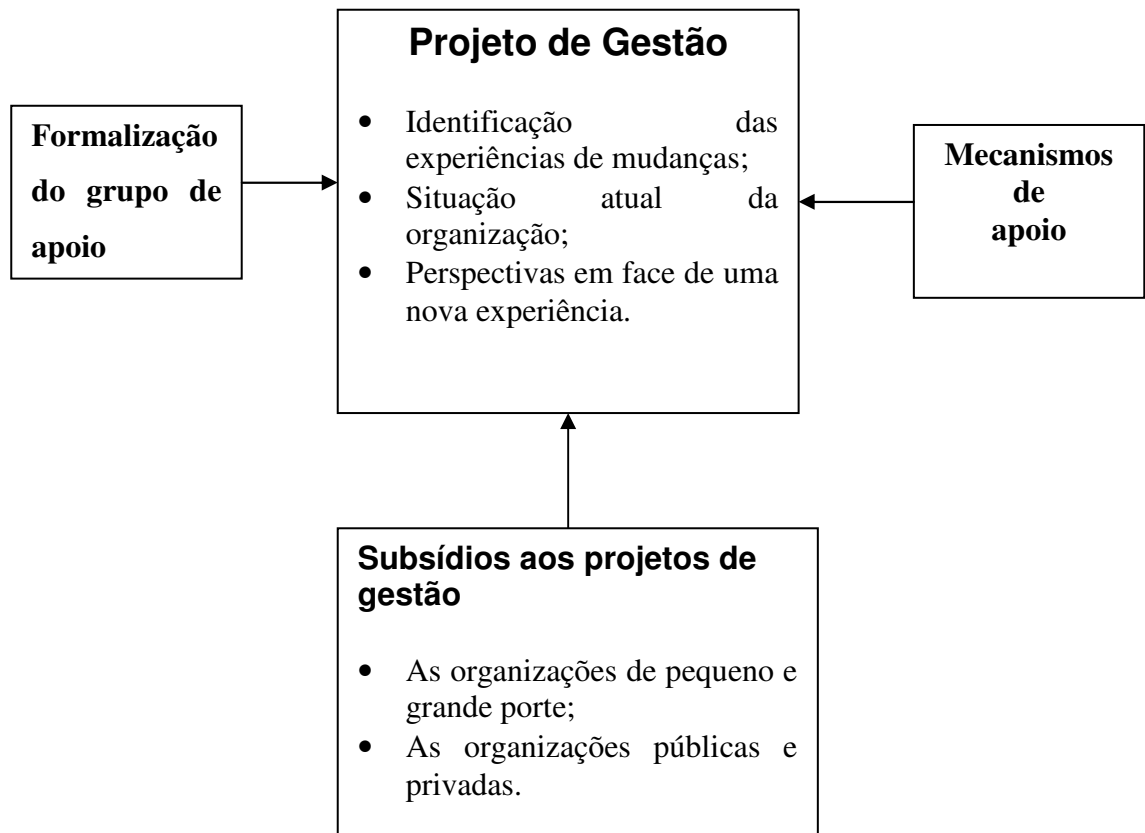 Projeto de Gestão
• Identificação das
experiências de mudanças;
• Situação atual da
organização;
• Perspectivas em face de uma
nova experiência.
Formalização
do grupo de
apoio
Mecanismos
de
apoio
Subsídios aos projetos de
gestão
• As organizações de pequeno e
grande porte;
• As organizações públicas e
privadas.